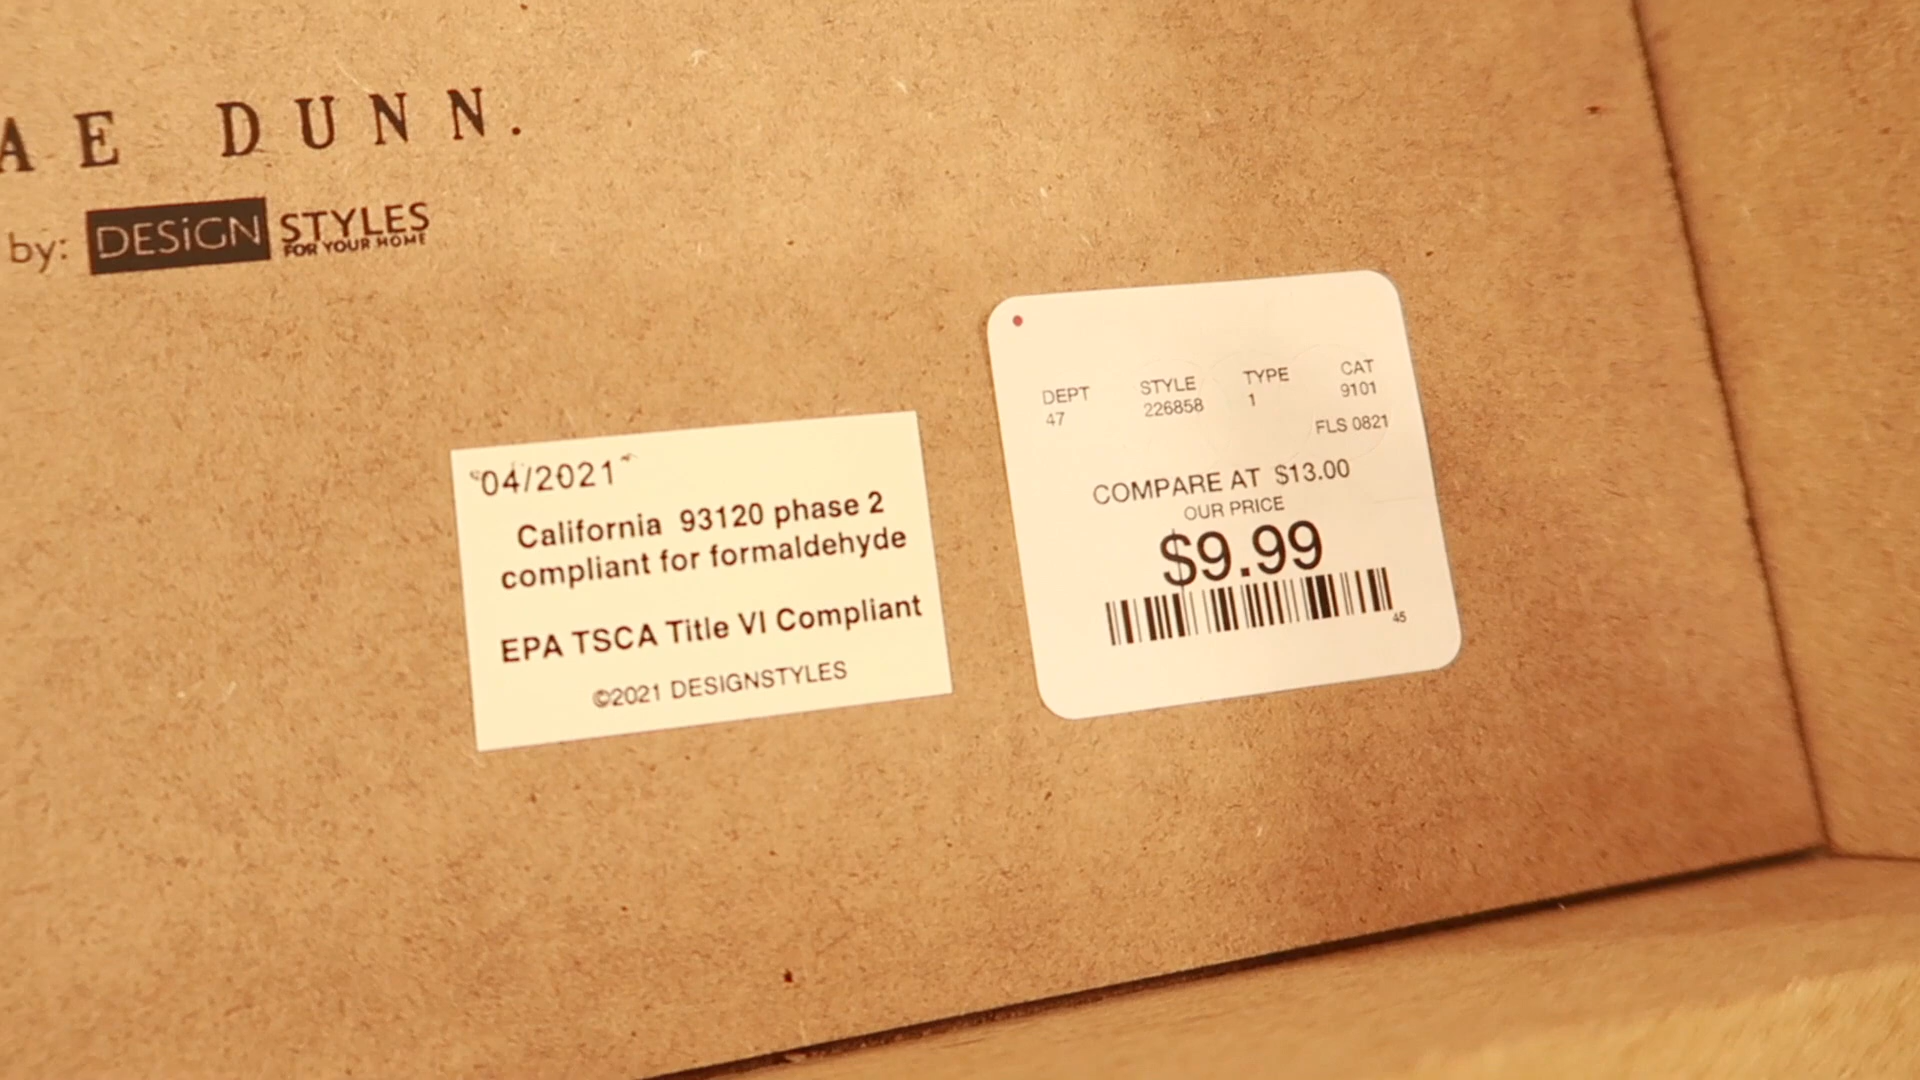 AE DUNN.
by: DESiGN STYLES
FOR YOUR HOME
04/2021
California 93120 phase 2
compliant for formaldehyde
EPA TSCA Title VI Compliant
©2021 DESIGNSTYLES
DEPT STYLE TYPE CAT
47 226858 1 9101
FLS 0821
COMPARE AT $13.00
OUR PRICE
$9.99
45